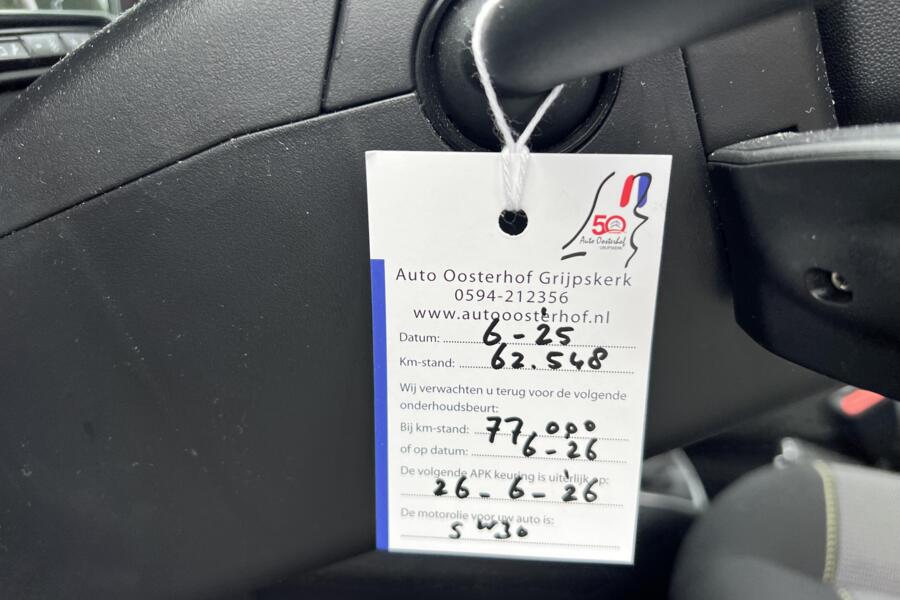 50
Auto Oosterhof
GRIJPSKERK
Auto Oosterhof Grijpskerk
0594-212356
www.autooosterhof.nl
Datum: 6-'25
Km-stand: 62.548
Wij verwachten u terug voor de volgende
onderhoudsbeurt:
Bij km-stand: 77.000
of op datum: 6-26
De volgende APK keuring is uiterlijk op:
26-6-'26
De motorolie voor uw auto is:
5W30